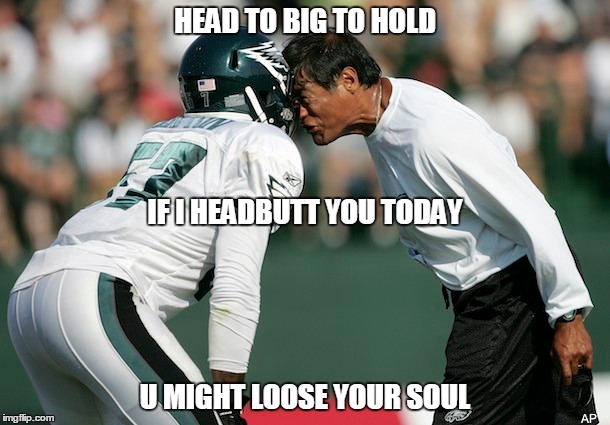 HEAD TO BIG TO HOLD
IF I HEADBUTT YOU TODAY
U MIGHT LOOSE YOUR SOUL
imgflip.com
AP